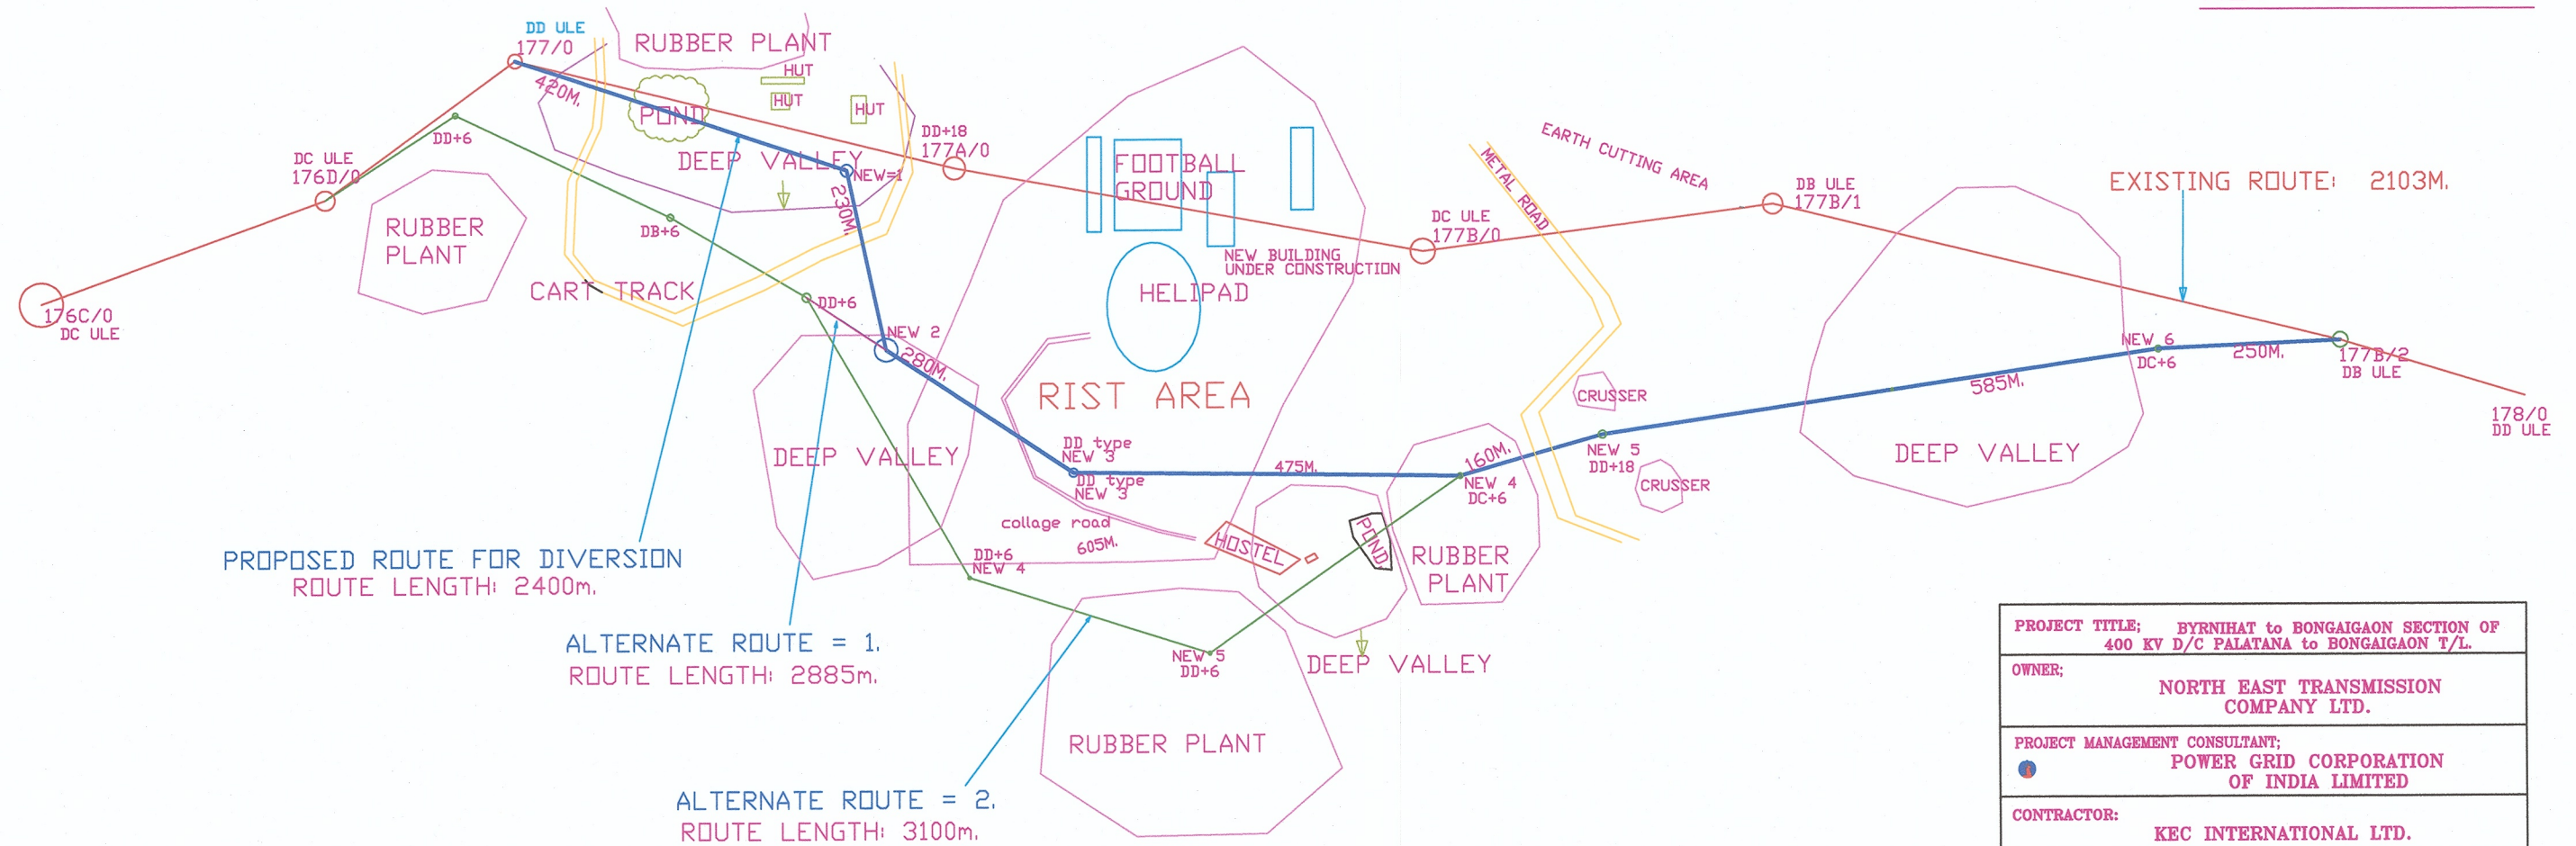 DD ULE
177/0
RUBBER PLANT
HUT
HUT
HUT
POND
420M.
DD+6
DC ULE
176D/0
DEEP VALLEY
NEW=1
230M.
DD+18
177A/0
FOOTBALL
GROUND
NEW BUILDING
UNDER CONSTRUCTION
HELIPAD
RIST AREA
METAL ROAD
EARTH CUTTING AREA
DC ULE
177B/0
DB ULE
177B/1
EXISTING ROUTE: 2103M.
RUBBER
PLANT
DB+6
CART TRACK
DD+6
176C/0
DC ULE
NEW 2
280M.
DEEP VALLEY
DD type
NEW 3
DD type
NEW 3
475M.
160M.
NEW 4
DC+6
CRUSSER
NEW 5
DD+18
CRUSSER
585M.
NEW 6
DC+6
250M.
177B/2
DB ULE
178/0
DD ULE
DEEP VALLEY
collage road
605M.
HOSTEL
POND
RUBBER
PLANT
DD+6
NEW 4
NEW 5
DD+6
DEEP VALLEY
RUBBER PLANT
PROPOSED ROUTE FOR DIVERSION
ROUTE LENGTH: 2400m.
ALTERNATE ROUTE = 1.
ROUTE LENGTH: 2885m.
ALTERNATE ROUTE = 2.
ROUTE LENGTH: 3100m.
PROJECT TITLE; BYRNIHAT to BONGAIGAON SECTION OF
400 KV D/C PALATANA to BONGAIGAON T/L.
OWNER;
NORTH EAST TRANSMISSION
COMPANY LTD.
PROJECT MANAGEMENT CONSULTANT;
POWER GRID CORPORATION
OF INDIA LIMITED
CONTRACTOR:
KEC INTERNATIONAL LTD.